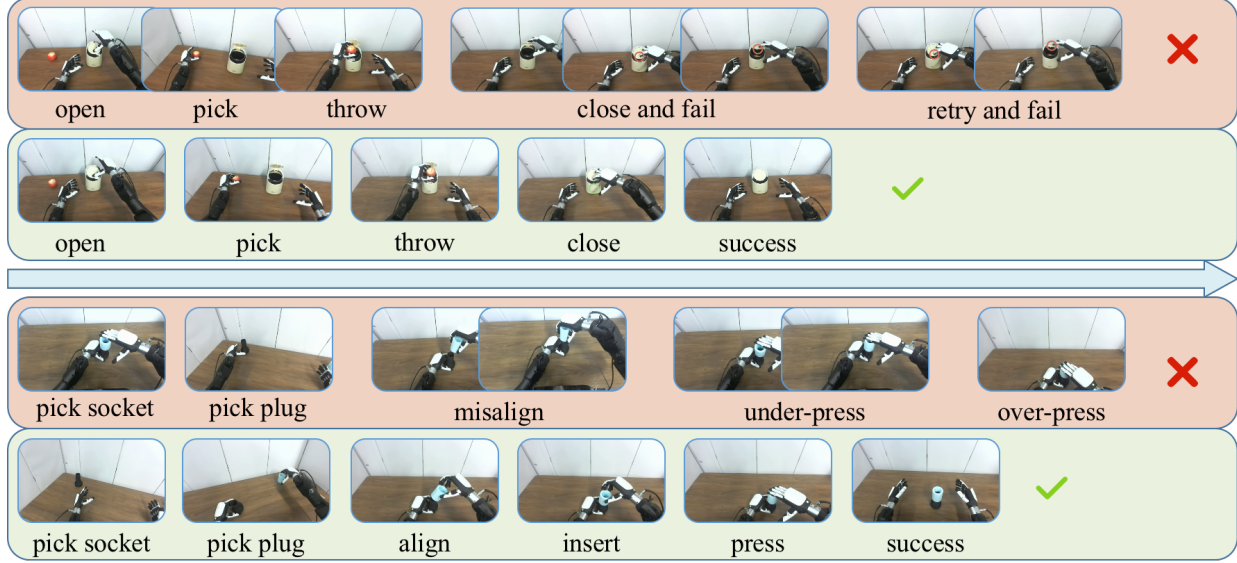 open pick throw close and fail retry and fail
open pick throw close success
pick socket pick plug misalign under-press over-press
pick socket pick plug align insert press success